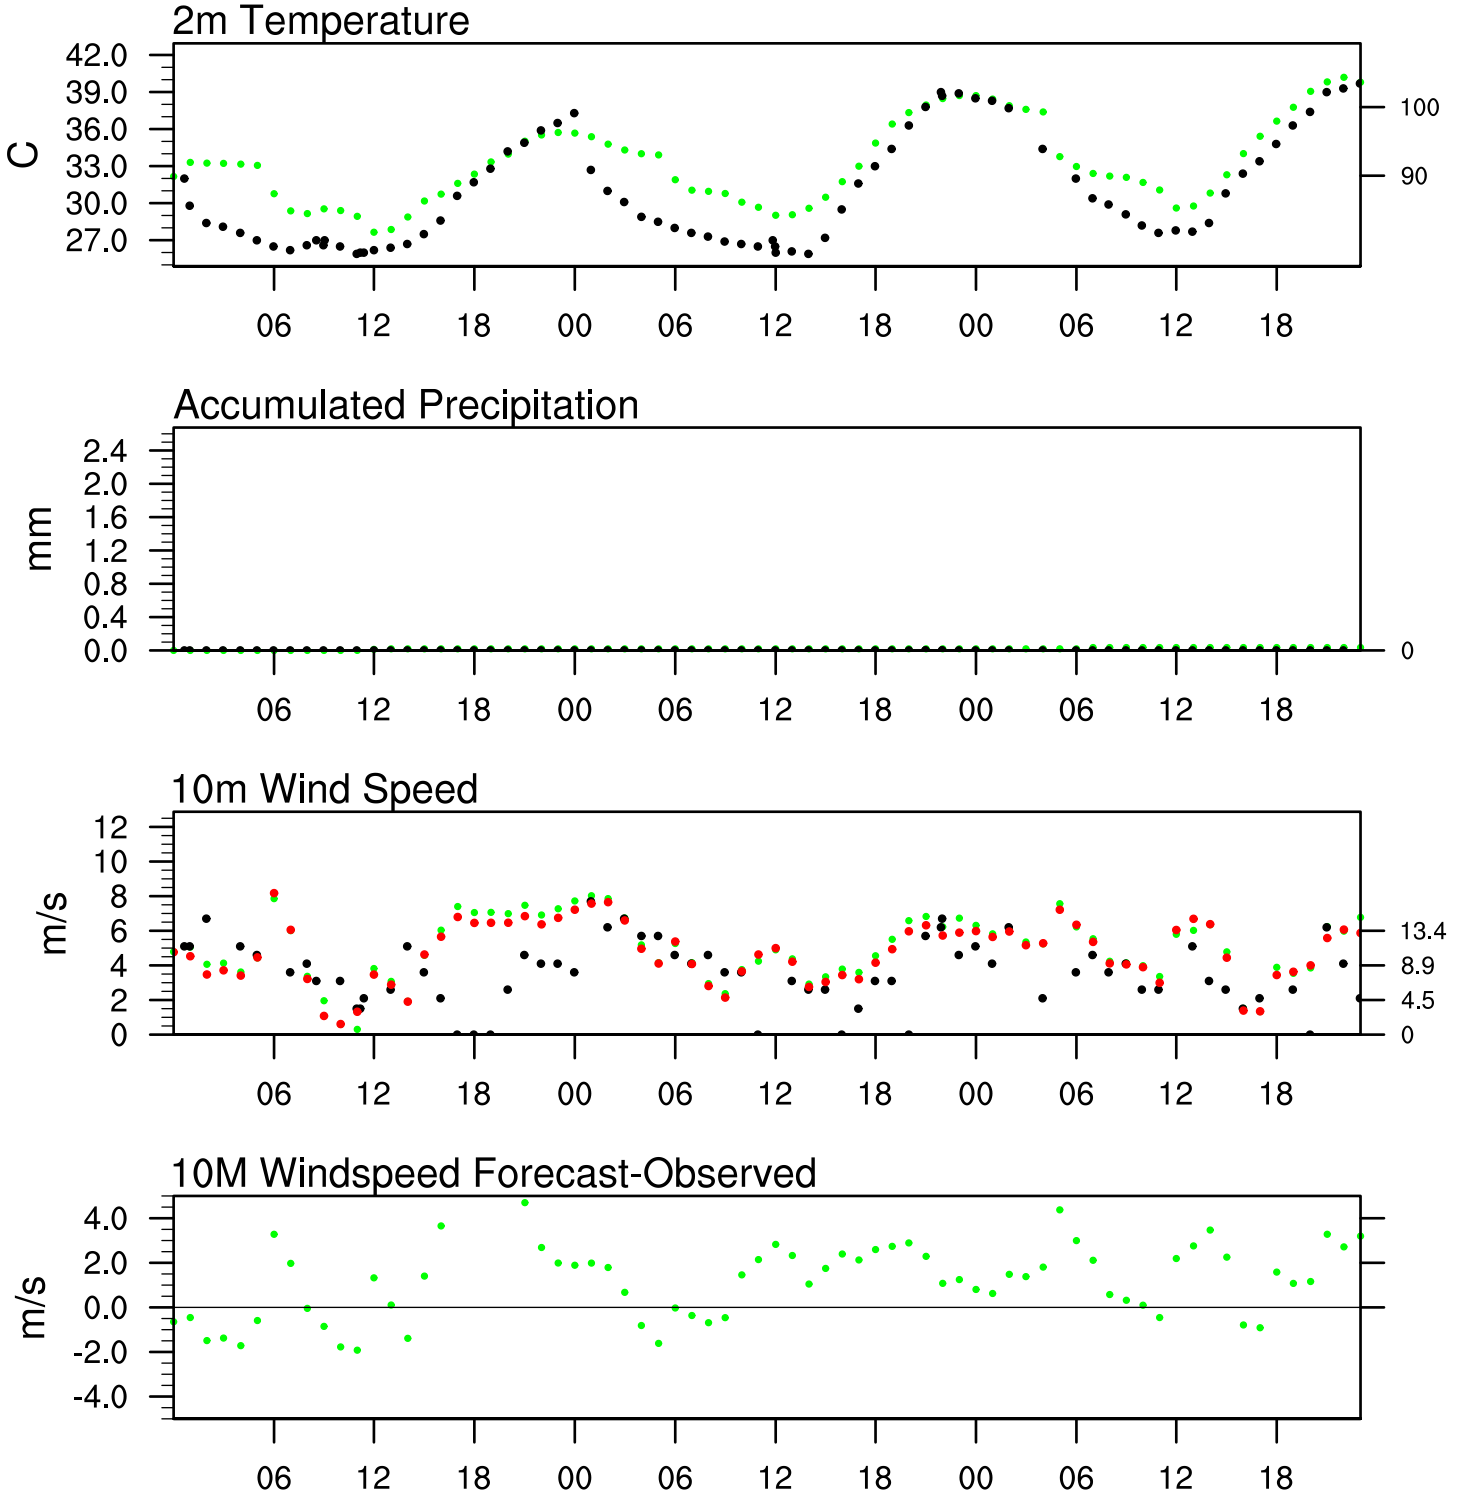 2m Temperature
42.0
39.0
36.0
33.0
30.0
27.0
C
100
90
06 12 18 00 06 12 18 00 06 12 18
Accumulated Precipitation
2.4
2.0
1.6
1.2
0.8
0.4
0.0
mm
0
06 12 18 00 06 12 18 00 06 12 18
10m Wind Speed
12
10
8
6
4
2
0
m/s
13.4
8.9
4.5
0
06 12 18 00 06 12 18 00 06 12 18
10M Windspeed Forecast-Observed
4.0
2.0
0.0
-2.0
-4.0
m/s
06 12 18 00 06 12 18 00 06 12 18